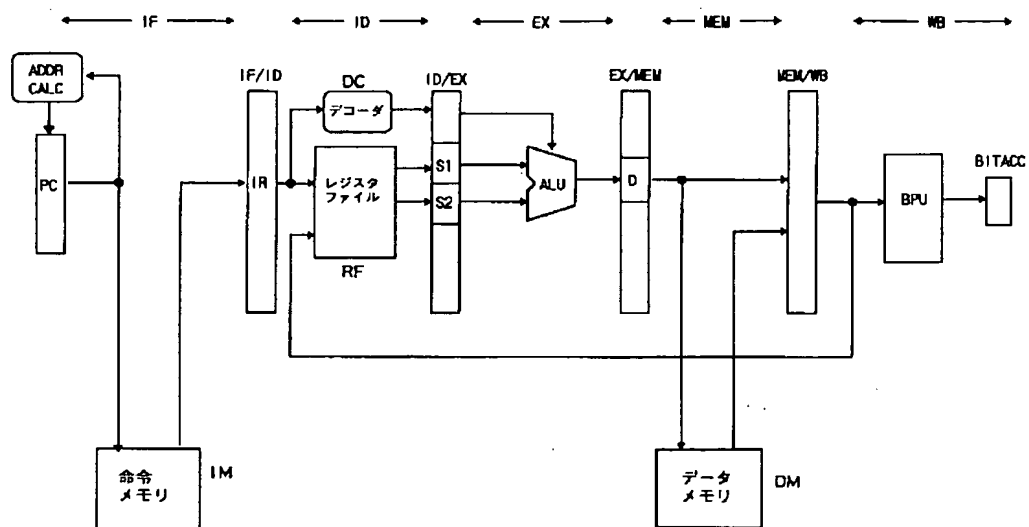 IF
ID
EX
MEM
WB
ADDR
CALC
PC
IF/ID
IR
DC
デコーダ
レジスタ
ファイル
RF
ID/EX
S1
S2
ALU
EX/MEM
D
MEM/WB
BPU
BITACC
命令
メモリ
IM
データ
メモリ
DM